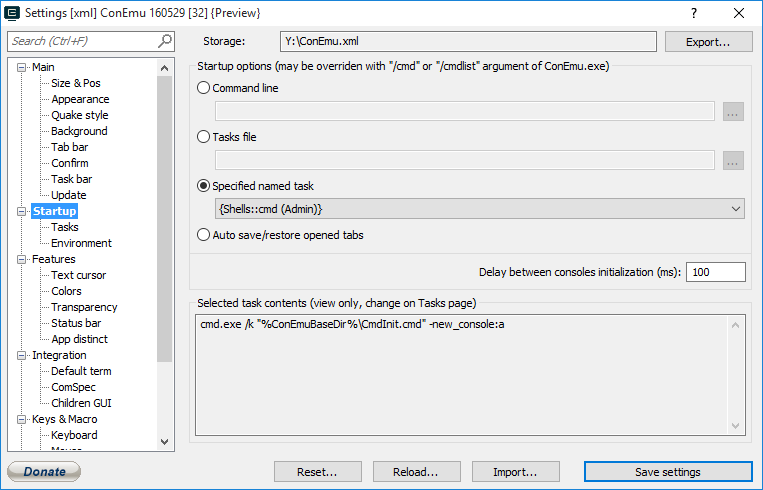 Settings [xml] ConEmu 160529 [32] {Preview}
?
Search (Ctrl+F)
Storage:
Y:\ConEmu.xml
Export...
Main
Size & Pos
Appearance
Quake style
Background
Tab bar
Confirm
Task bar
Update
Startup
Tasks
Environment
Features
Text cursor
Colors
Transparency
Status bar
App distinct
Integration
Default term
ComSpec
Children GUI
Keys & Macro
Keyboard
Startup options (may be overriden with "/cmd" or "/cmdlist" argument of ConEmu.exe)
Command line
...
Tasks file
...
Specified named task
{Shells::cmd (Admin)}
Auto save/restore opened tabs
Delay between consoles initialization (ms):
100
Selected task contents (view only, change on Tasks page)
cmd.exe /k "%ConEmuBaseDir%\CmdInit.cmd" -new_console:a
Donate
Reset...
Reload...
Import...
Save settings